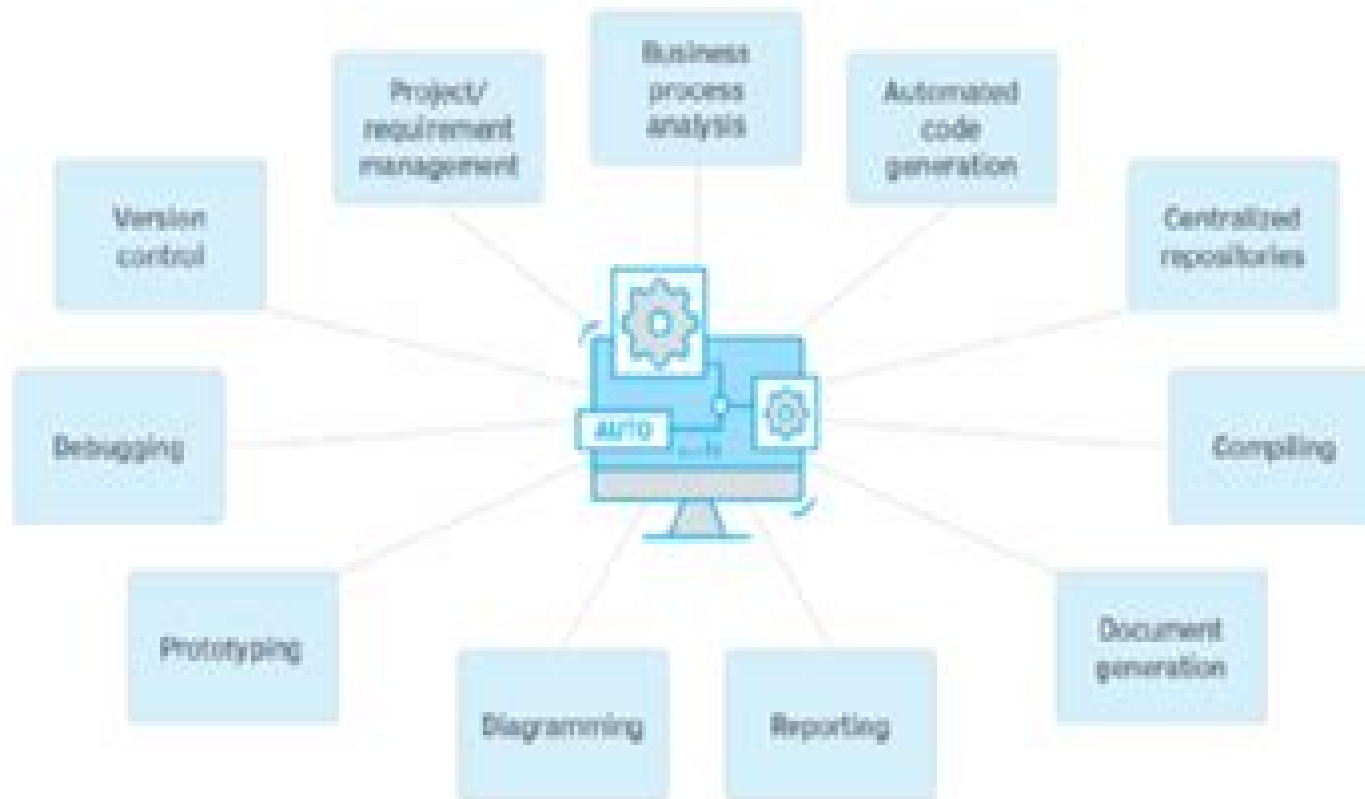 Business
process
analysis
Project/
requirement
management
Automated
code
generation
Version
control
Centralized
repositories
AUTO
Debugging
Compiling
Prototyping
Document
generation
Diagramming
Reporting